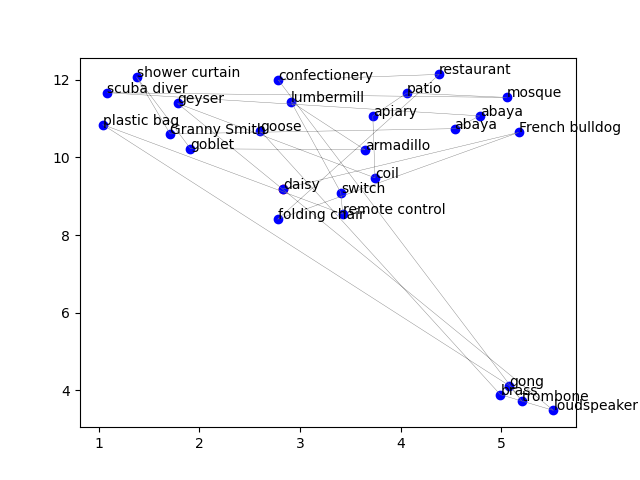 restaurant
shower curtain
confectionery
scuba diver
patio
mosque
geyser
lumbermill
apiary
abaya
plastic bag
Granny Smith
goose
abaya
French bulldog
goblet
armadillo
coil
daisy
switch
folding chair
remote control
gong
brass
trombone
loudspeaker
12
10
8
6
4
1 2 3 4 5